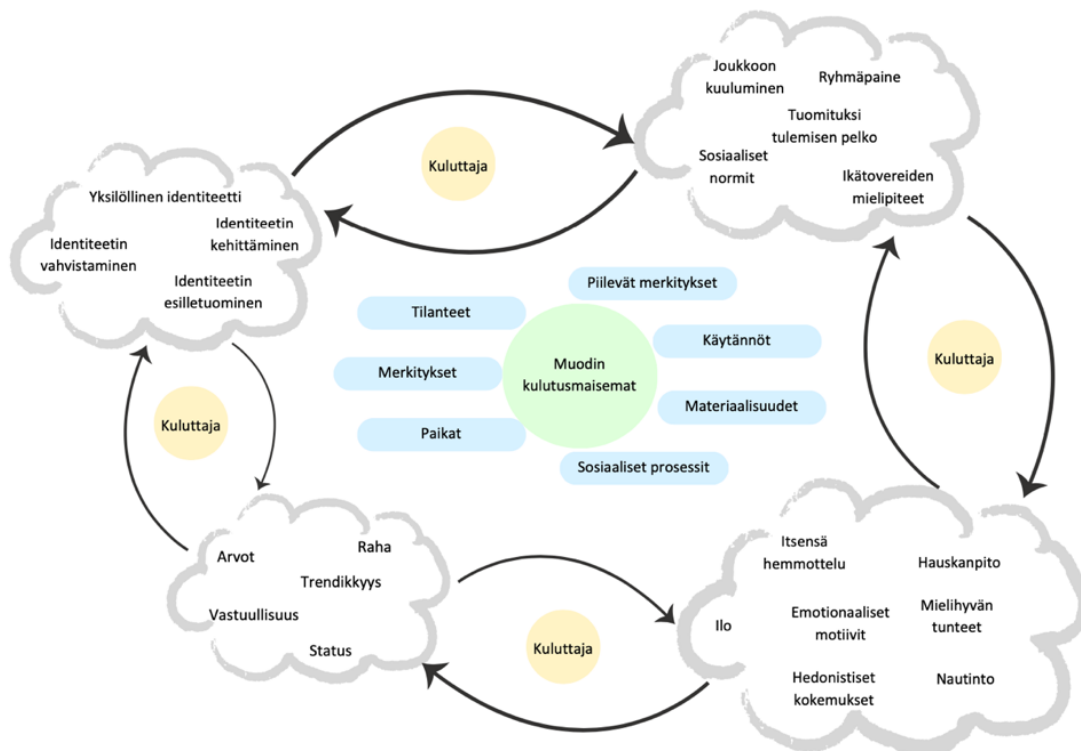 Joukkoon
kuuluminen
Ryhmäpaine
Tuomituksi
tulemisen pelko
Sosiaaliset
normit
Ikätovereiden
mielipiteet
Kuluttaja
Yksilöllinen identiteetti
Identiteetin
kehittäminen
Identiteetin
vahvistaminen
Identiteetin
esilletuominen
Piilevät merkitykset
Tilanteet
Käytännöt
Muodin
kulutusmaisemat
Merkitykset
Materiaalisuudet
Paikat
Sosiaaliset prosessit
Kuluttaja
Kuluttaja
Arvot
Raha
Trendikkyys
Vastuullisuus
Status
Kuluttaja
Itsensä
hemmottelu
Hauskanpito
Ilo
Emotionaaliset
motiivit
Mielihyvän
tunteet
Hedonistiset
kokemukset
Nautinto